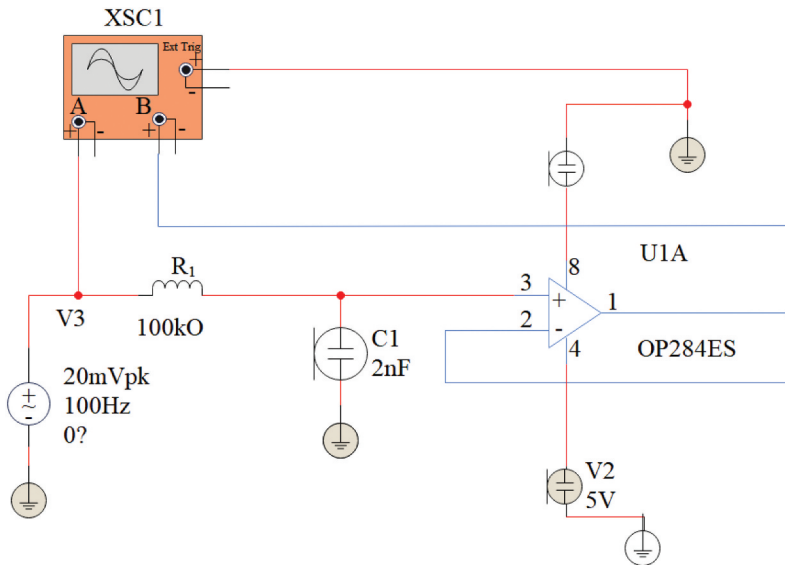 XSC1
Ext Trig
+
-
A
B
+ -
+ -
R1
U1A
8
3
+
1
2
-
V3
100kO
C1
2nF
4
OP284ES
20mVpk
100Hz
0?
+
~
-
V2
5V